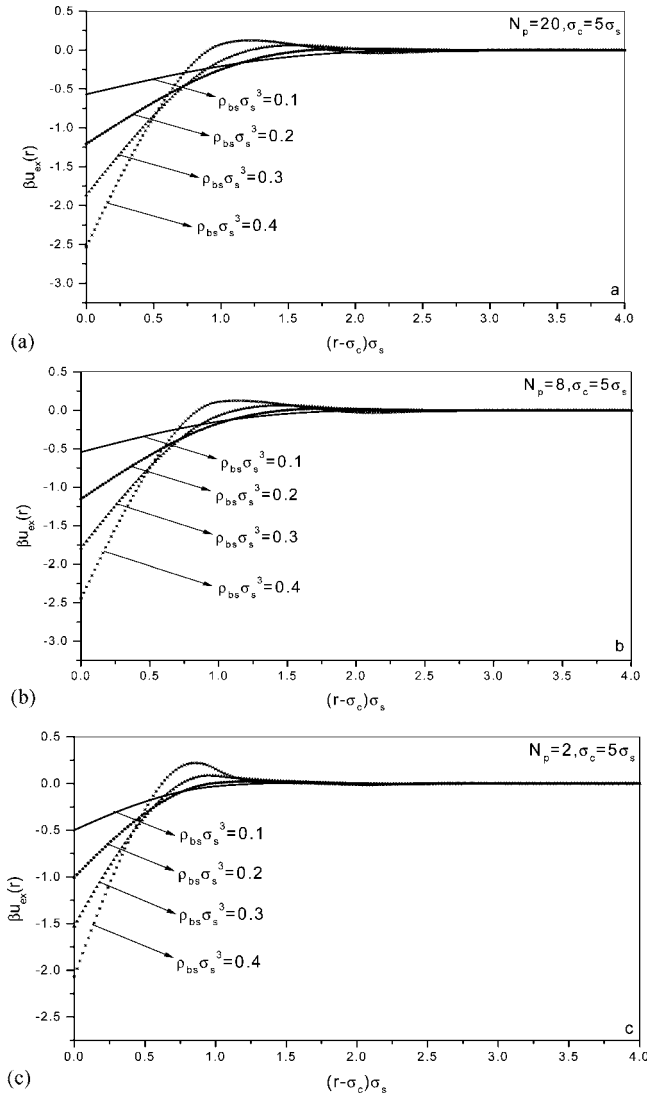 N_p=20,σ_c=5σ_s
0.5
0.0
-0.5
-1.0
-1.5
-2.0
-2.5
-3.0
βu_ex(r)
ρ_bsσ_s^3=0.1
ρ_bsσ_s^3=0.2
ρ_bsσ_s^3=0.3
ρ_bsσ_s^3=0.4
a
0.0 0.5 1.0 1.5 2.0 2.5 3.0 3.5 4.0
(a)
(r-σ_c)σ_s
N_p=8,σ_c=5σ_s
0.5
0.0
-0.5
-1.0
-1.5
-2.0
-2.5
-3.0
βu_ex(r)
ρ_bsσ_s^3=0.1
ρ_bsσ_s^3=0.2
ρ_bsσ_s^3=0.3
ρ_bsσ_s^3=0.4
b
0.0 0.5 1.0 1.5 2.0 2.5 3.0 3.5 4.0
(b)
(r-σ_c)σ_s
N_p=2,σ_c=5σ_s
0.5
0.0
-0.5
-1.0
-1.5
-2.0
-2.5
βu_ex(r)
ρ_bsσ_s^3=0.1
ρ_bsσ_s^3=0.2
ρ_bsσ_s^3=0.3
ρ_bsσ_s^3=0.4
c
0.0 0.5 1.0 1.5 2.0 2.5 3.0 3.5 4.0
(c)
(r-σ_c)σ_s